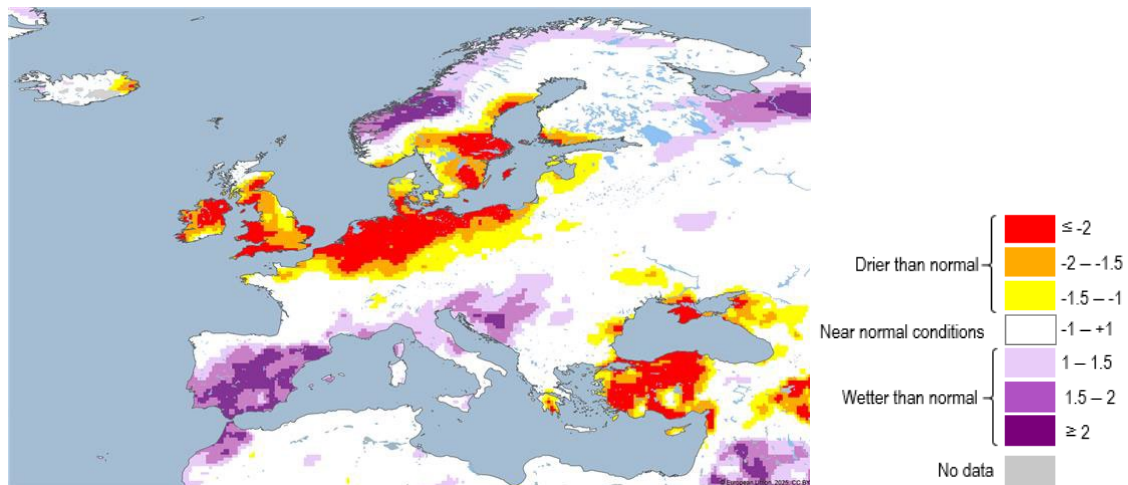 ≤ -2
Drier than normal
-2 – -1.5
-1.5 – -1
Near normal conditions
-1 – +1
1 – 1.5
Wetter than normal
1.5 – 2
≥ 2
No data
© European Union, 2025, CC BY